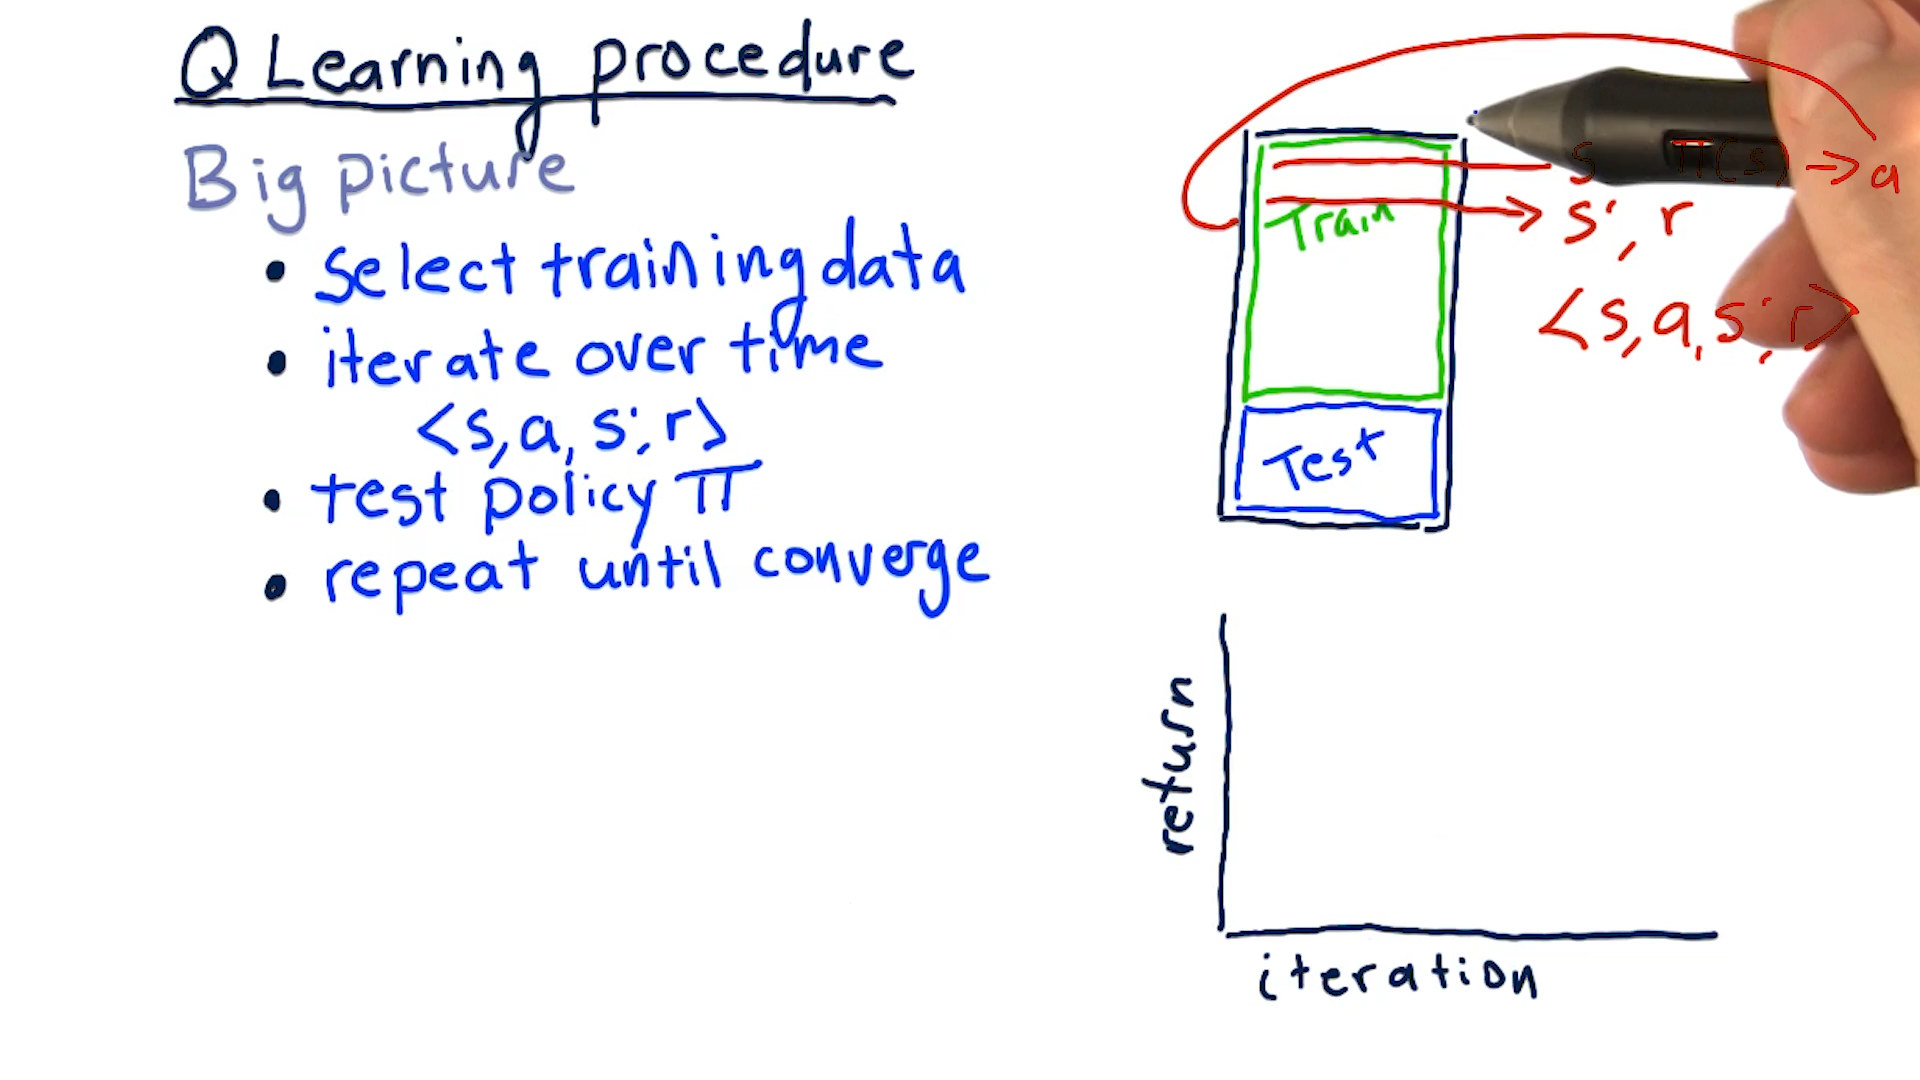 Q Learning procedure
Big picture
• select training data
• iterate over time
<s, a, s', r>
• test policy π
• repeat until converge
Train
Test
s π(s) -> a
s', r
<s, a, s', r>
return
iteration